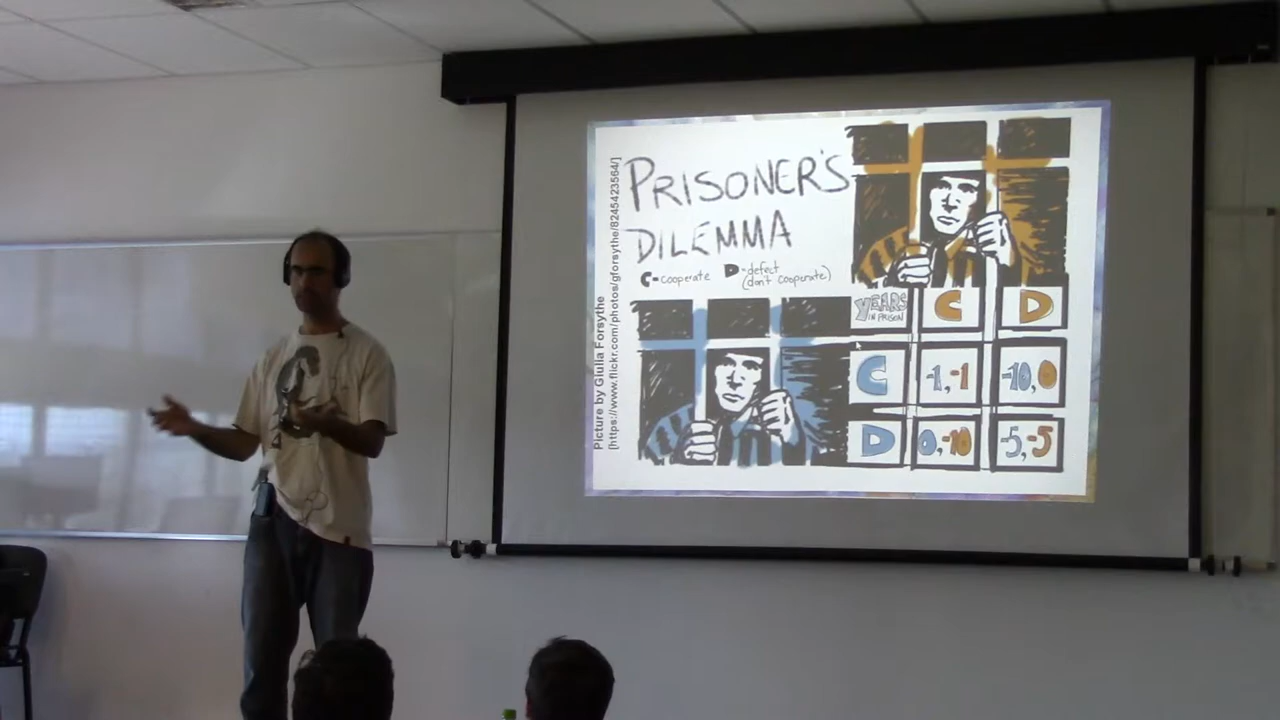 Picture by Giulia Forsythe
[https://www.flickr.com/photos/gforsythe/8245423564/]
PRISONER'S
DILEMMA
C=cooperate D=defect
(don't cooperate)
YEARS IN PRISON C D
C -1,-1 -10,0
D 0,-10 -5,-5